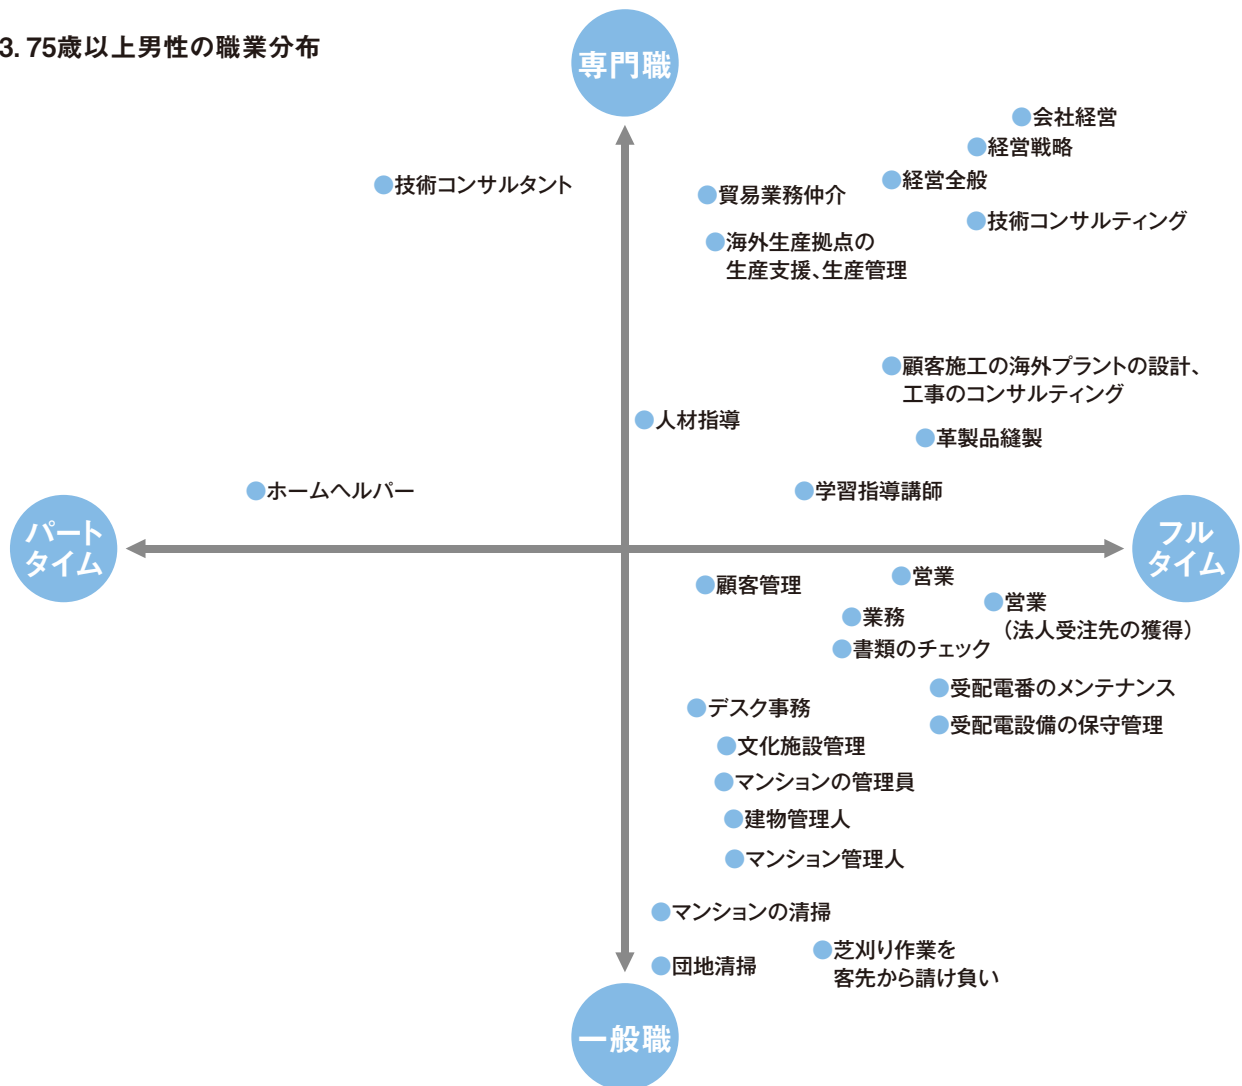 3. 75歳以上男性の職業分布
専門職
会社経営
経営戦略
技術コンサルタント
経営全般
貿易業務仲介
技術コンサルティング
海外生産拠点の
生産支援、生産管理
顧客施工の海外プラントの設計、
工事のコンサルティング
人材指導
革製品縫製
ホームヘルパー
学習指導講師
パート
タイム
フル
タイム
営業
顧客管理
営業
（法人受注先の獲得）
業務
書類のチェック
受配電番のメンテナンス
デスク事務
受配電設備の保守管理
文化施設管理
マンションの管理員
建物管理人
マンション管理人
マンションの清掃
芝刈り作業を
客先から請け負い
団地清掃
一般職